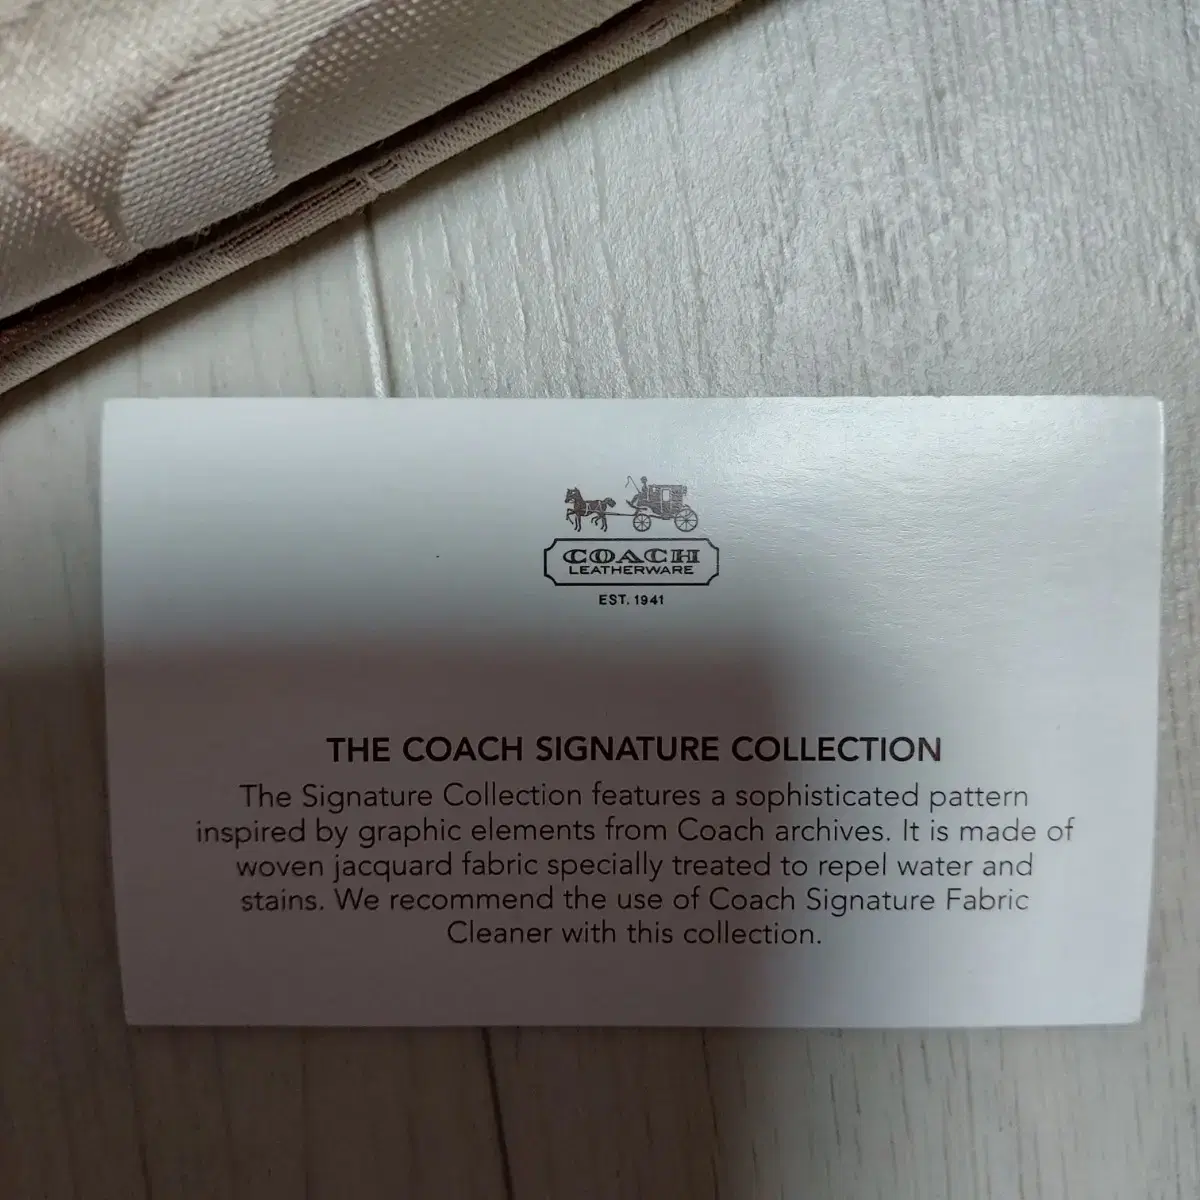 COACH
LEATHERWARE
EST. 1941
THE COACH SIGNATURE COLLECTION
The Signature Collection features a sophisticated pattern
inspired by graphic elements from Coach archives. It is made of
woven jacquard fabric specially treated to repel water and
stains. We recommend the use of Coach Signature Fabric
Cleaner with this collection.